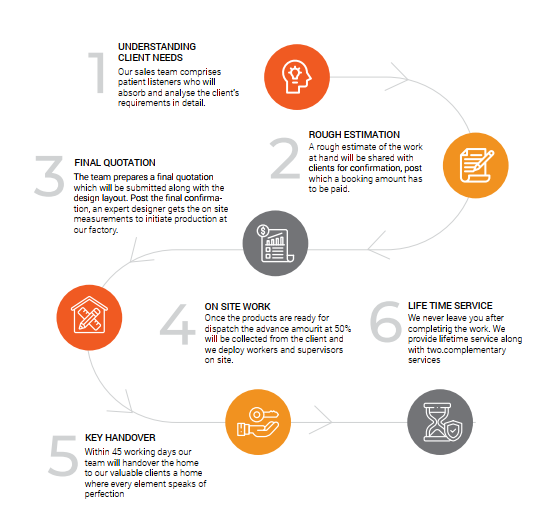 1
UNDERSTANDING
CLIENT NEEDS
Our sales team comprises
patient listeners who will
absorb and analyse the client's
requirements in detail.
2
ROUGH ESTIMATION
A rough estimate of the work
at hand will be shared with
clients for confirmation, post
which a booking amount has
to be paid.
3
FINAL QUOTATION
The team prepares a final quotation
which will be submitted along with the
design layout. Post the final confirma-
tion, an expert designer gets the on site
measurements to initiate production at
our factory.
$
4
ON SITE WORK
Once the products are ready for
dispatch the advance amourit at 50%
will be collected from the client and
we deploy workers and supervisors
on site.
5
KEY HANDOVER
Within 45 working days our
team will handover the home
to our valuable clients a home
where every element speaks of
perfection
6
LIFE TIME SERVICE
We never leave you after
completirig the work. We
provide lifetime service along
with two.complementary
services